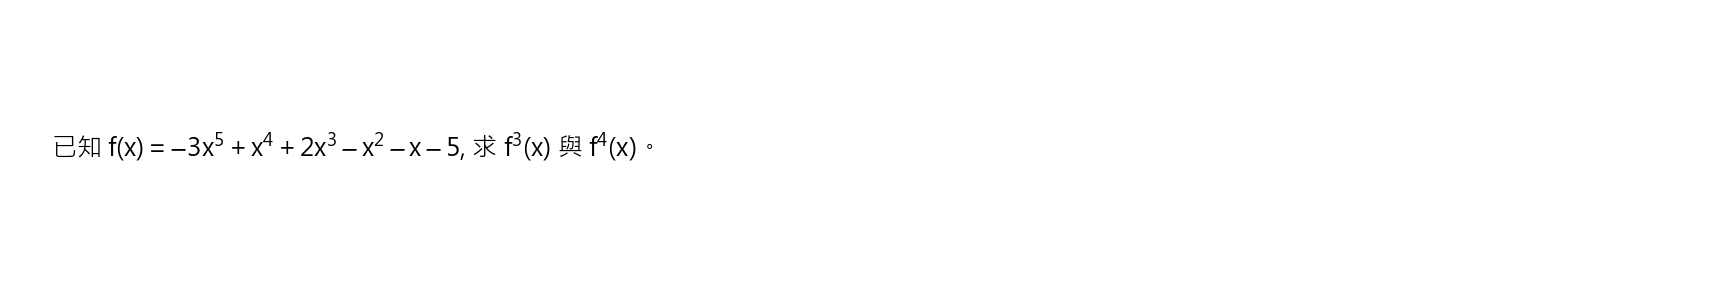 已知 f(x) = −3x⁵ + x⁴ + 2x³ − x² − x − 5, 求 f³(x) 與 f⁴(x)。